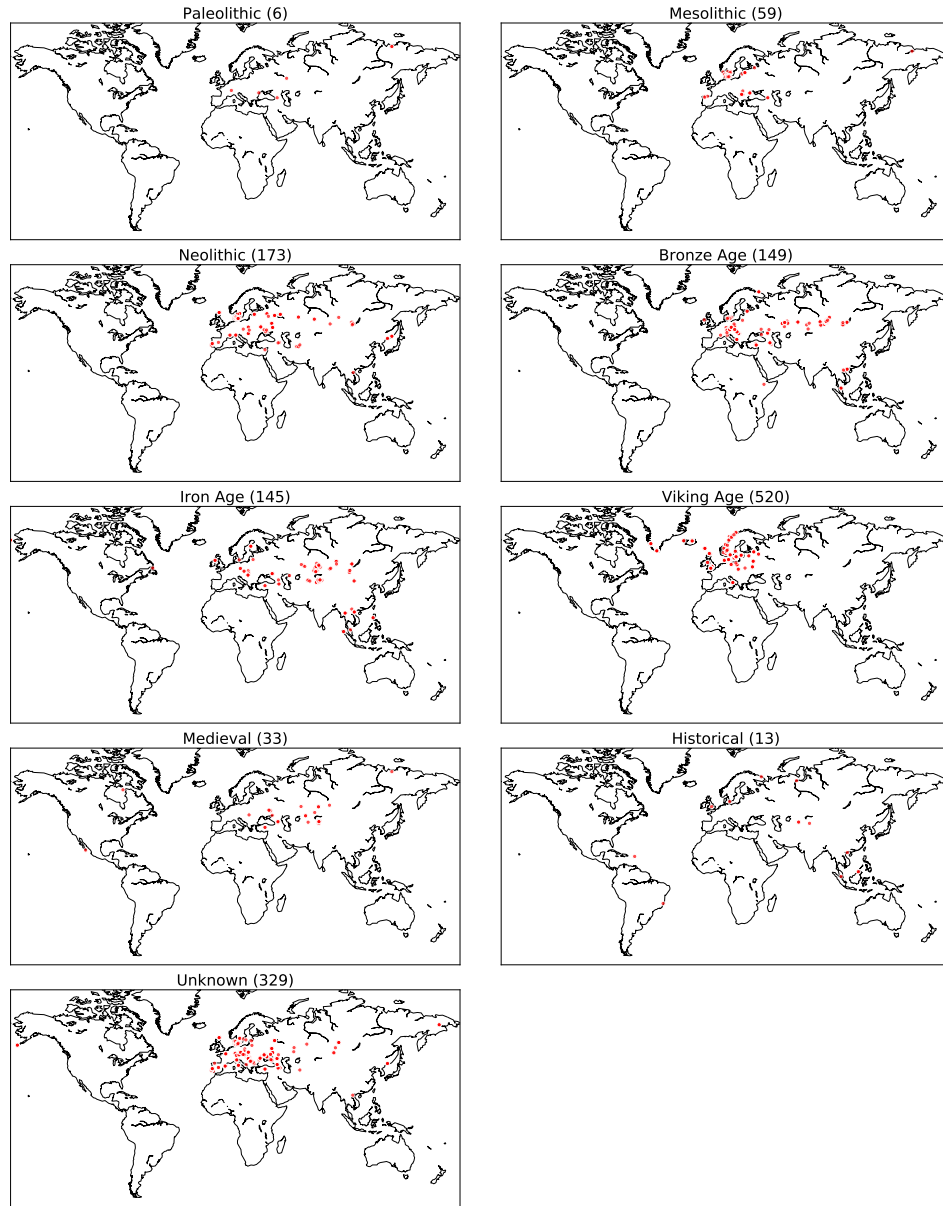 Paleolithic (6)
Mesolithic (59)
Neolithic (173)
Bronze Age (149)
Iron Age (145)
Viking Age (520)
Medieval (33)
Historical (13)
Unknown (329)